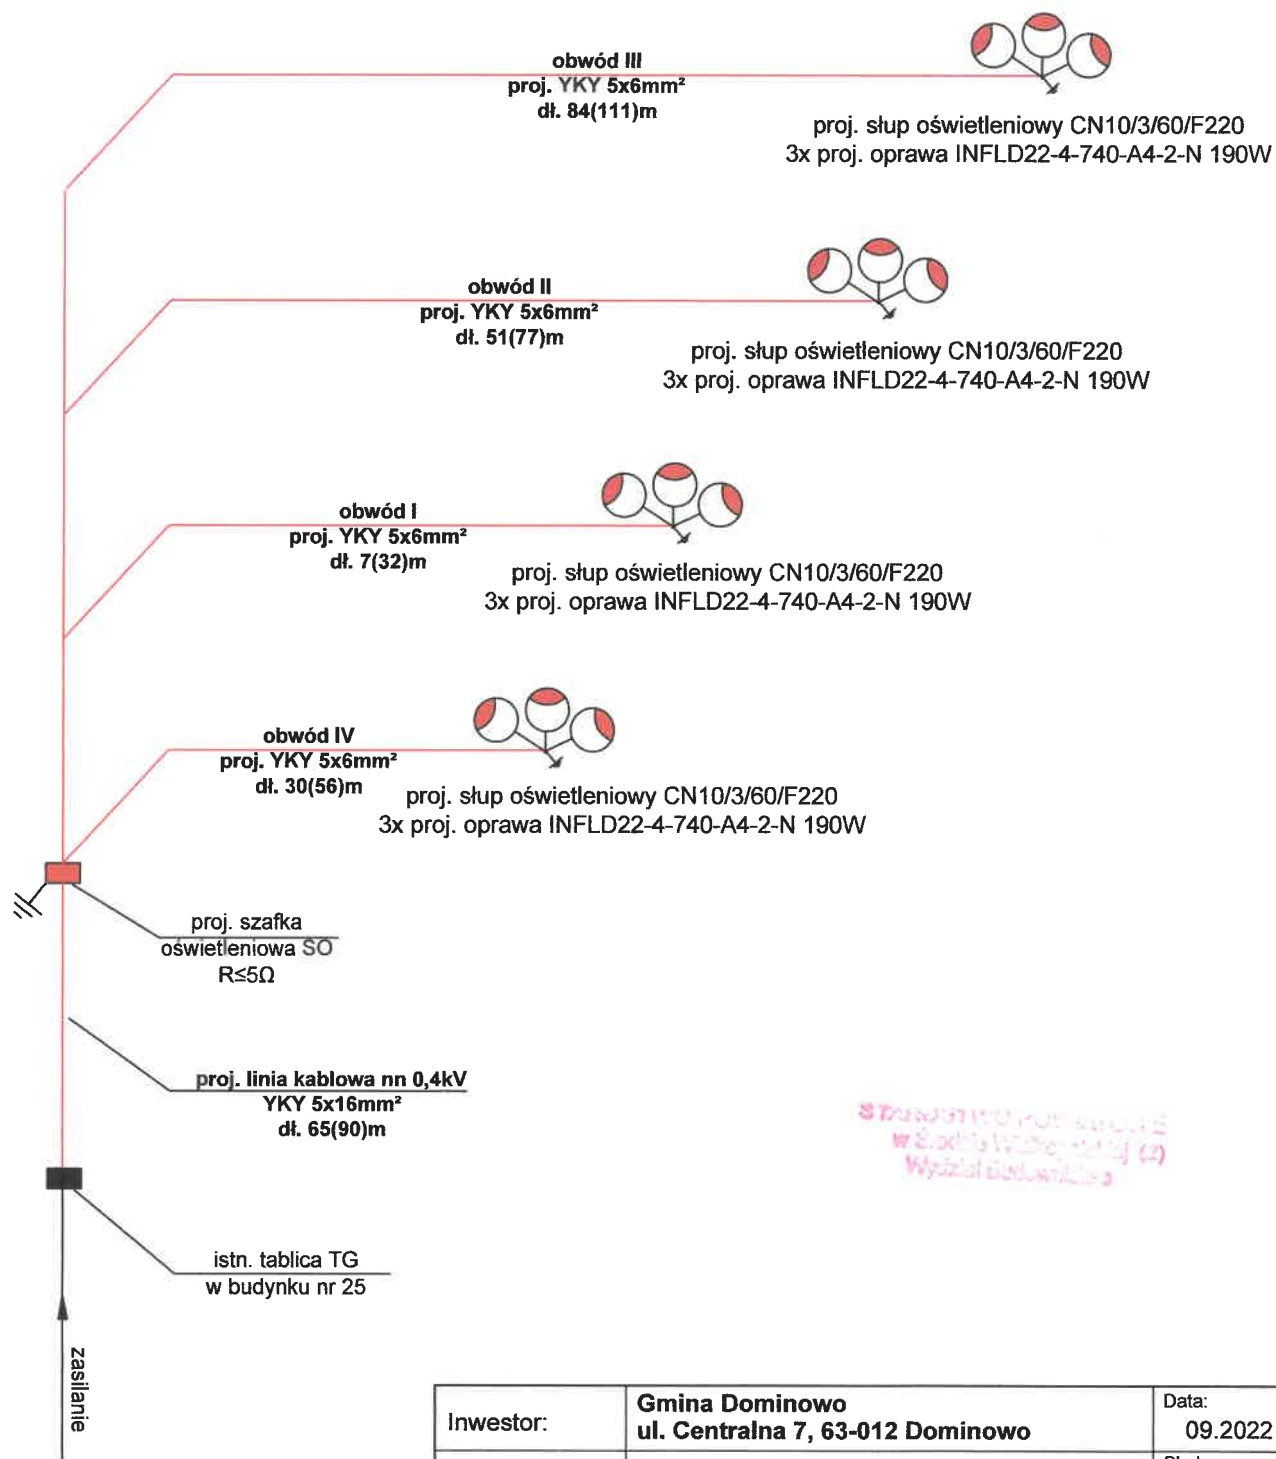 obwód III
proj. YKY 5x6mm²
dł. 84(111)m
proj. słup oświetleniowy CN10/3/60/F220
3x proj. oprawa INFLD22-4-740-A4-2-N 190W
obwód II
proj. YKY 5x6mm²
dł. 51(77)m
proj. słup oświetleniowy CN10/3/60/F220
3x proj. oprawa INFLD22-4-740-A4-2-N 190W
obwód I
proj. YKY 5x6mm²
dł. 7(32)m
proj. słup oświetleniowy CN10/3/60/F220
3x proj. oprawa INFLD22-4-740-A4-2-N 190W
obwód IV
proj. YKY 5x6mm²
dł. 30(56)m
proj. słup oświetleniowy CN10/3/60/F220
3x proj. oprawa INFLD22-4-740-A4-2-N 190W
proj. szafka
oświetleniowa SO
R≤5Ω
proj. linia kablowa nn 0,4kV
YKY 5x16mm²
dł. 65(90)m
w (2)
Wydział
istn. tablica TG
w budynku nr 25
zasilanie
Inwestor:
Gmina Dominowo
ul. Centralna 7, 63-012 Dominowo
Data:
09.2022